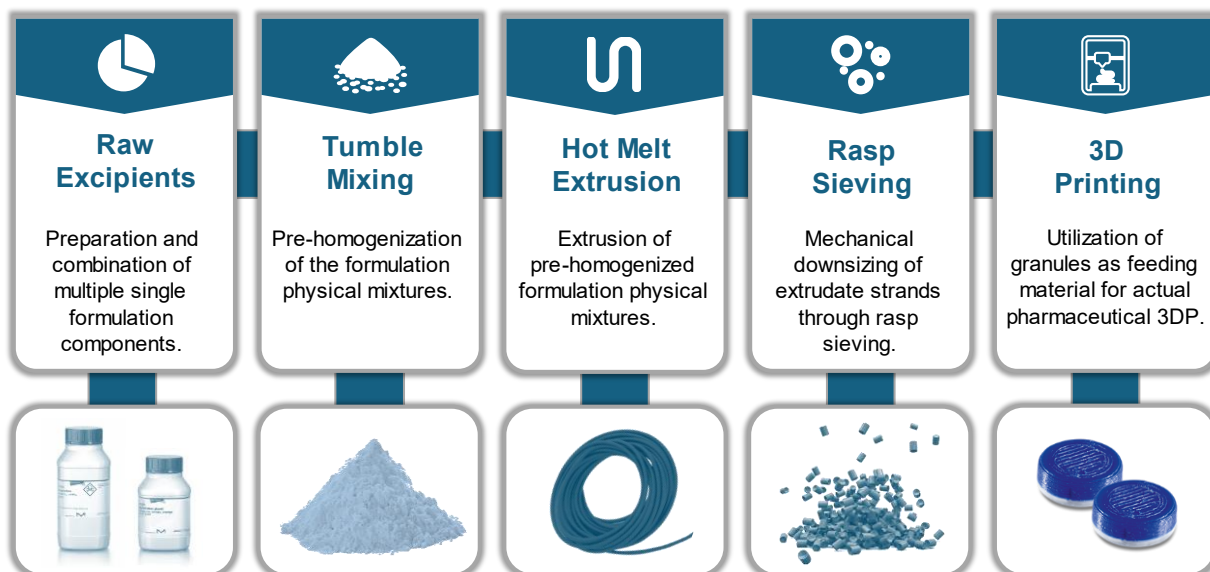 Raw
Excipients
Preparation and
combination of
multiple single
formulation
components.
Tumble
Mixing
Pre-homogenization
of the formulation
physical mixtures.
Hot Melt
Extrusion
Extrusion of
pre-homogenized
formulation physical
mixtures.
Rasp
Sieving
Mechanical
downsizing of
extrudate strands
through rasp
sieving.
3D
Printing
Utilization of
granules as feeding
material for actual
pharmaceutical 3DP.